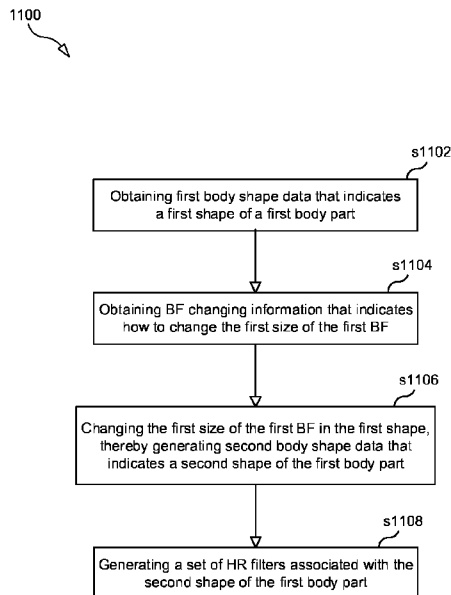 1100
s1102
Obtaining first body shape data that indicates
a first shape of a first body part
s1104
Obtaining BF changing information that indicates
how to change the first size of the first BF
s1106
Changing the first size of the first BF in the first shape,
thereby generating second body shape data that
indicates a second shape of the first body part
s1108
Generating a set of HR filters associated with the
second shape of the first body part